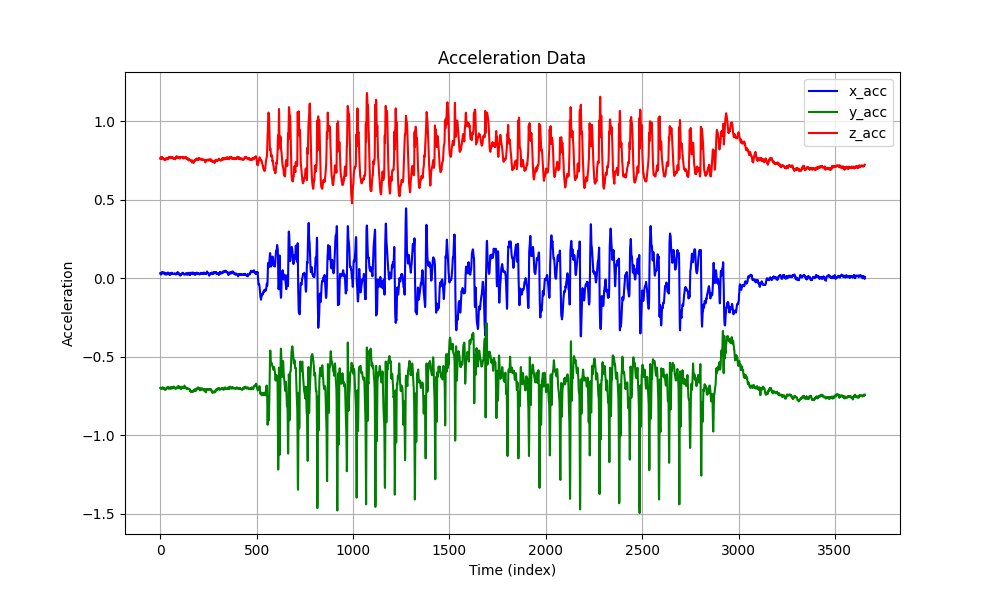 Acceleration Data
x_acc
y_acc
z_acc
1.0
0.5
0.0
−0.5
−1.0
−1.5
Acceleration
0 500 1000 1500 2000 2500 3000 3500
Time (index)